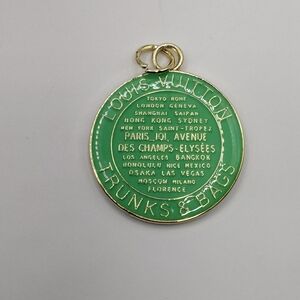 LOUIS VUITTON
TOKYO ROME
LONDON GENEVA
SHANGHAI SAIPAN
HONG KONG SYDNEY
NEW YORK SAINT-TROPEZ
PARIS, 101, AVENUE
DES CHAMPS-ELYSÉES
LOS ANGELES BANGKOK
HONOLULU NICE MEXICO
OSAKA LAS VEGAS
MOSCOW MILANO
FLORENCE
TRUNKS & BAGS